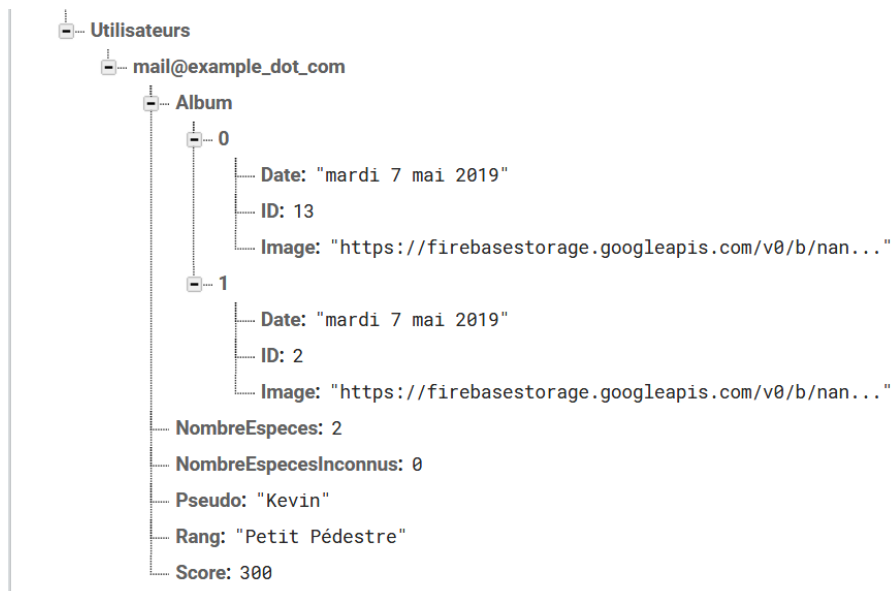 Utilisateurs
mail@example_dot_com
Album
0
Date: "mardi 7 mai 2019"
ID: 13
Image: "https://firebasestorage.googleapis.com/v0/b/nan..."
1
Date: "mardi 7 mai 2019"
ID: 2
Image: "https://firebasestorage.googleapis.com/v0/b/nan..."
NombreEspeces: 2
NombreEspecesInconnus: 0
Pseudo: "Kevin"
Rang: "Petit Pédestre"
Score: 300